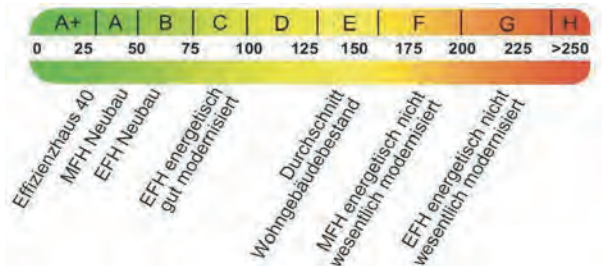 A+ A B C D E F G H
0 25 50 75 100 125 150 175 200 225 >250
Effizienzhaus 40
MFH Neubau
EFH Neubau
EFH energetisch
gut modernisiert
Durchschnitt
Wohngebäudebestand
MFH energetisch nicht
wesentlich modernisiert
EFH energetisch nicht
wesentlich modernisiert